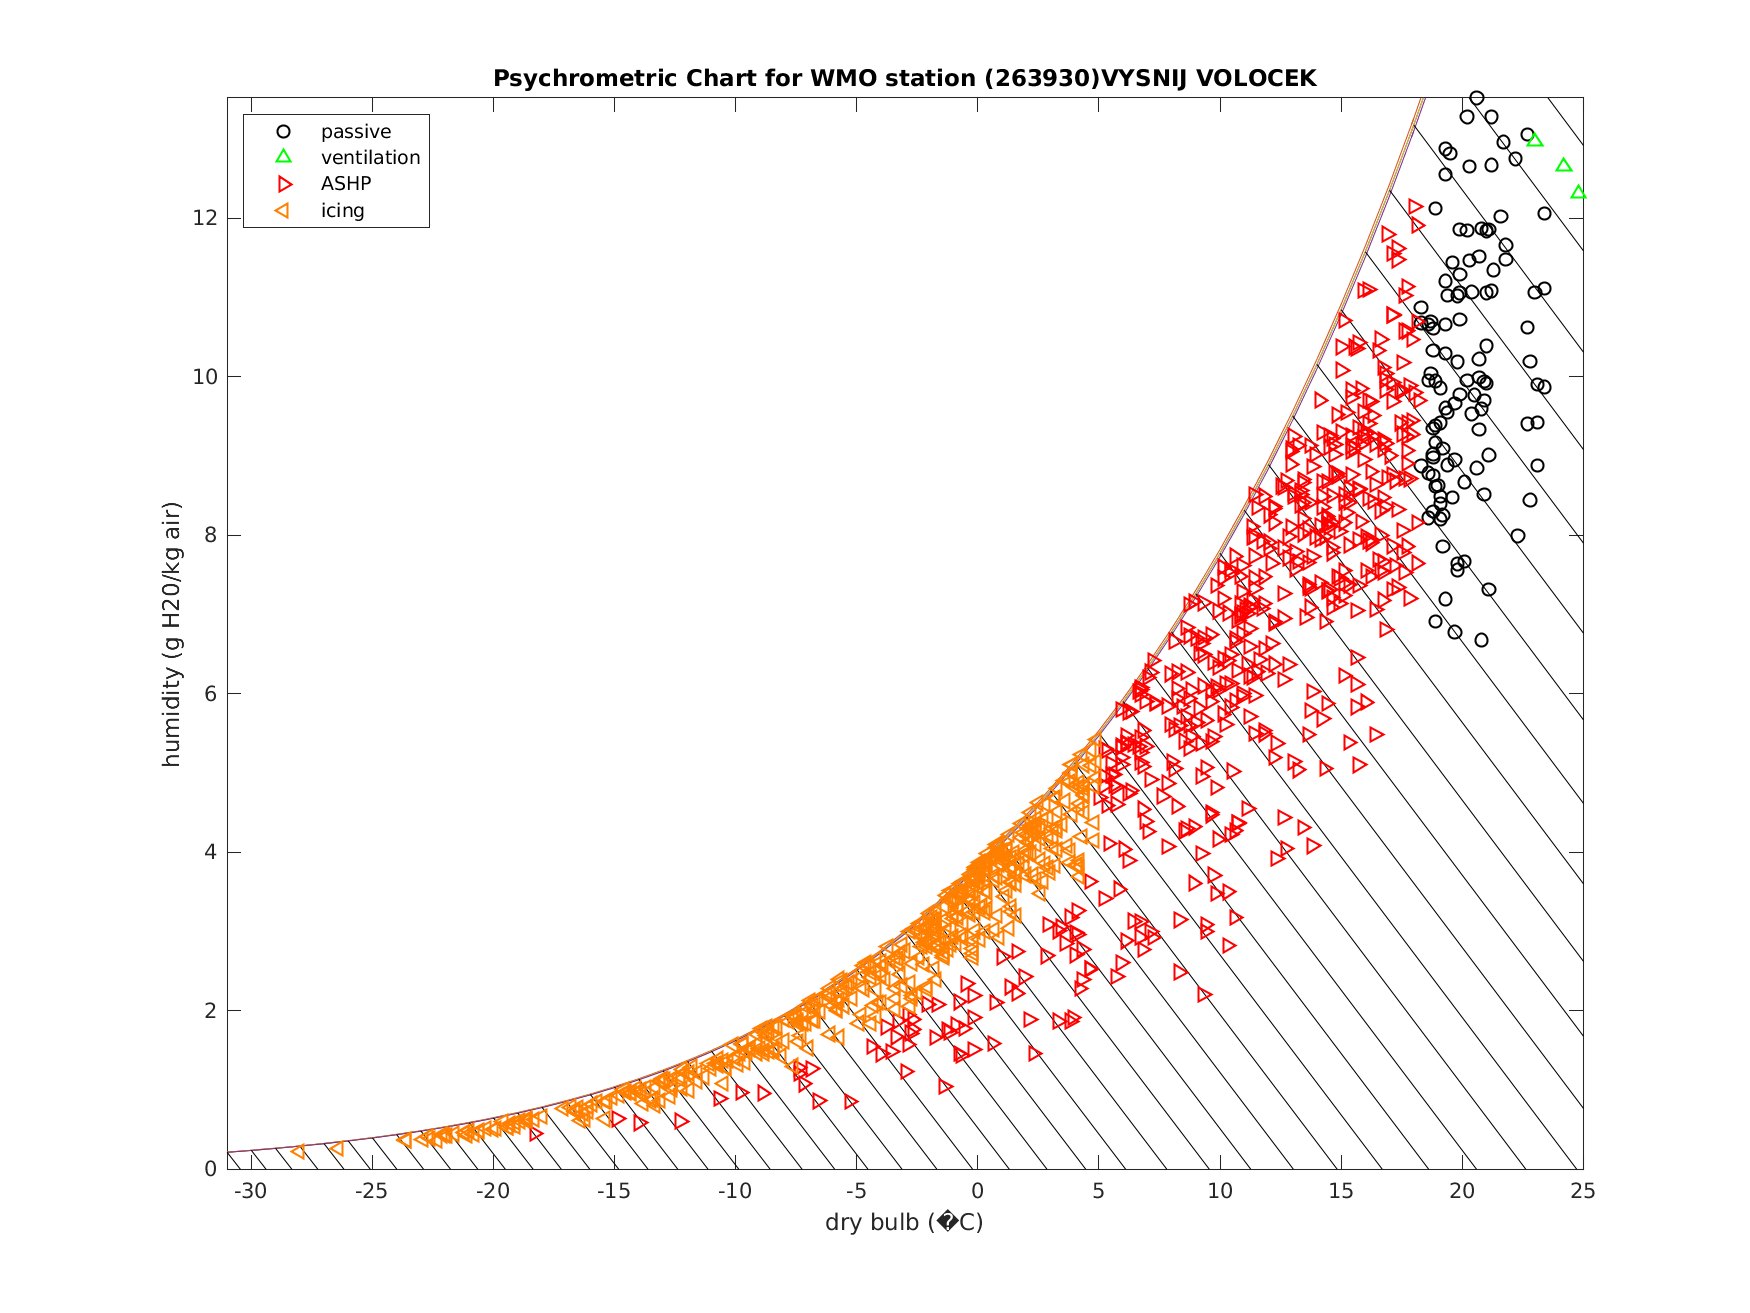 Psychrometric Chart for WMO station (263930)VYSNIJ VOLOCEK
passive
ventilation
ASHP
icing
humidity (g H20/kg air)
12
10
8
6
4
2
0
-30 -25 -20 -15 -10 -5 0 5 10 15 20 25
dry bulb (�C)